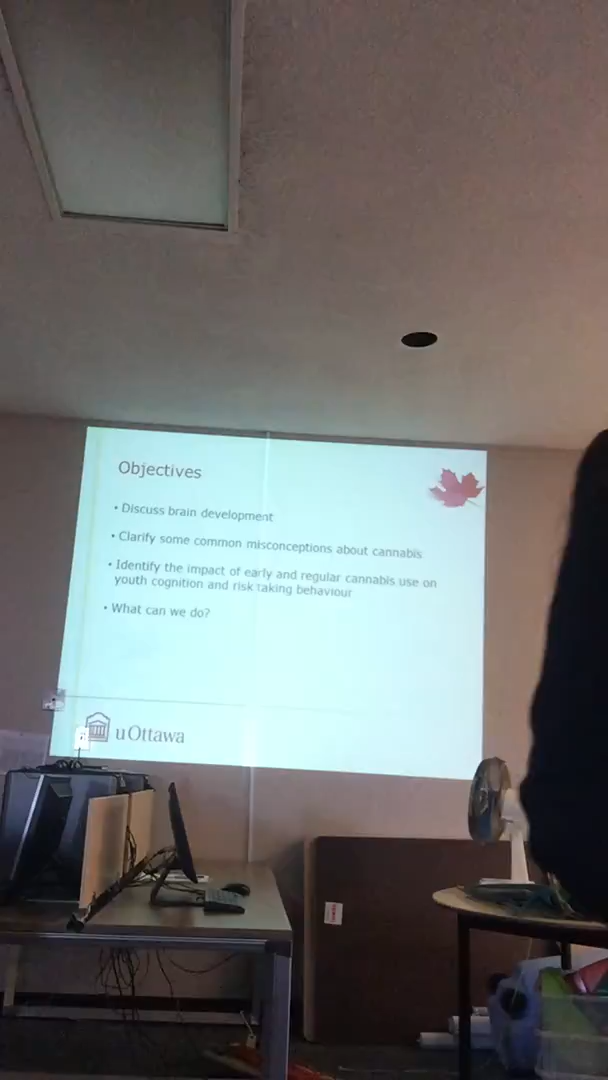 Objectives
• Discuss brain development
• Clarify some common misconceptions about cannabis
• Identify the impact of early and regular cannabis use on
youth cognition and risk taking behaviour
• What can we do?
uOttawa